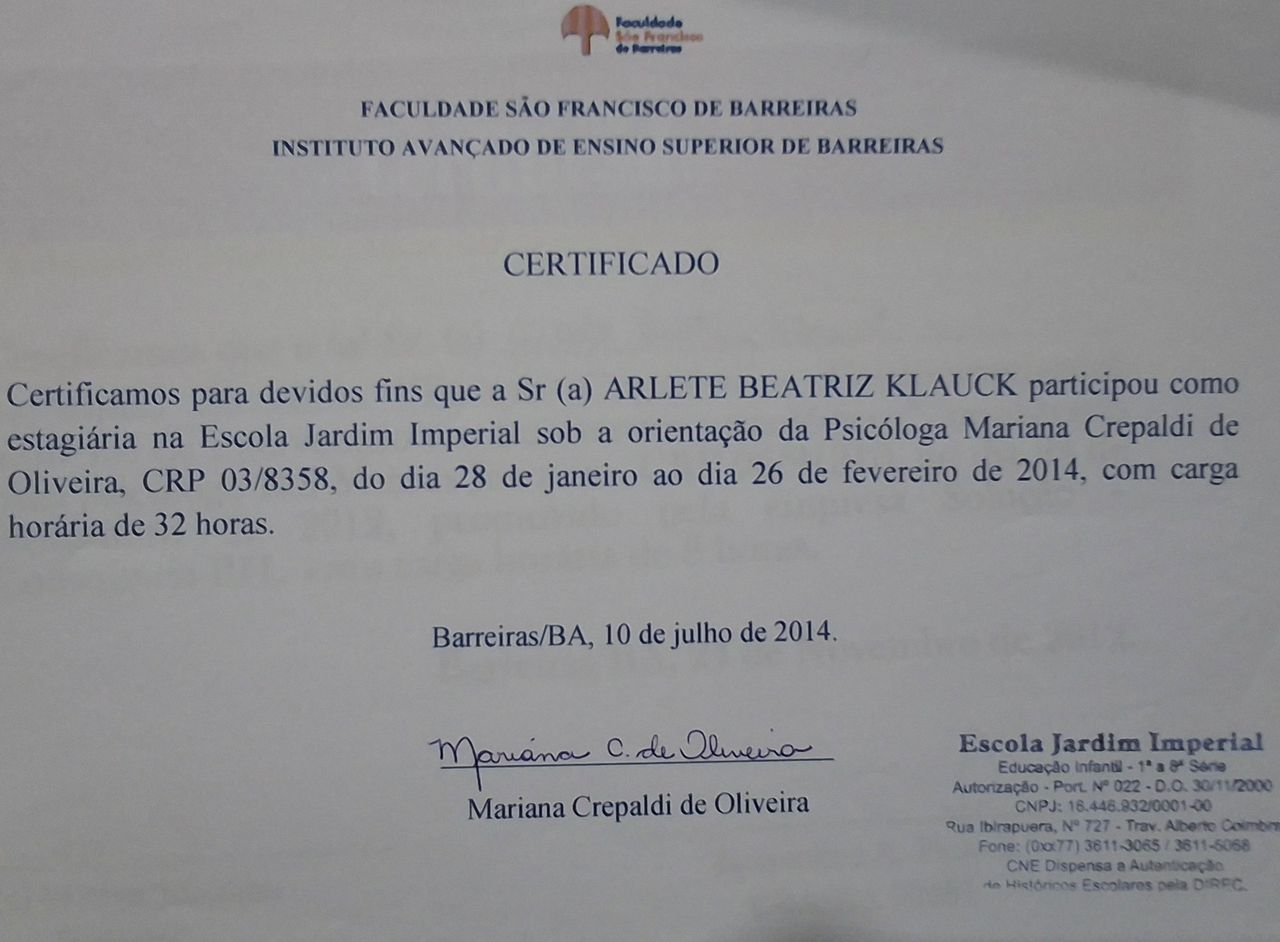 Faculdade
São Francisco
de Barreiras
FACULDADE SÃO FRANCISCO DE BARREIRAS
INSTITUTO AVANÇADO DE ENSINO SUPERIOR DE BARREIRAS
CERTIFICADO
Certificamos para devidos fins que a Sr (a) ARLETE BEATRIZ KLAUCK participou como
estagiária na Escola Jardim Imperial sob a orientação da Psicóloga Mariana Crepaldi de
Oliveira, CRP 03/8358, do dia 28 de janeiro ao dia 26 de fevereiro de 2014, com carga
horária de 32 horas.
Barreiras/BA, 10 de julho de 2014.
Mariana C. de Oliveira
Mariana Crepaldi de Oliveira
Escola Jardim Imperial
Educação Infantil - 1ª a 8ª Série
Autorização - Port. Nº 022 - D.O. 30/11/2000
CNPJ: 16.446.932/0001-00
Rua Ibirapuera, Nº 727 - Trav. Alberto Coimbra
Fone: (0xx77) 3611-3065 / 3611-5068
CNE Dispensa a Autenticação
de Históricos Escolares pela DIREC.